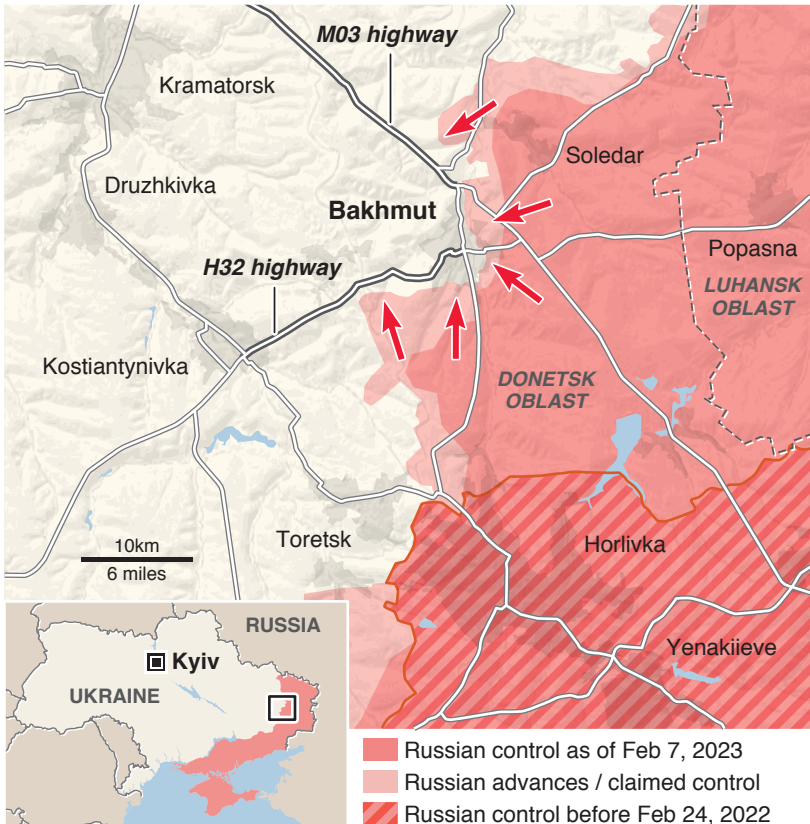 M03 highway
Kramatorsk
Soledar
Druzhkivka
Bakhmut
Popasna
H32 highway
LUHANSK
OBLAST
Kostiantynivka
DONETSK
OBLAST
Toretsk
Horlivka
10km
6 miles
Yenakiieve
RUSSIA
Kyiv
UKRAINE
Russian control as of Feb 7, 2023
Russian advances / claimed control
Russian control before Feb 24, 2022